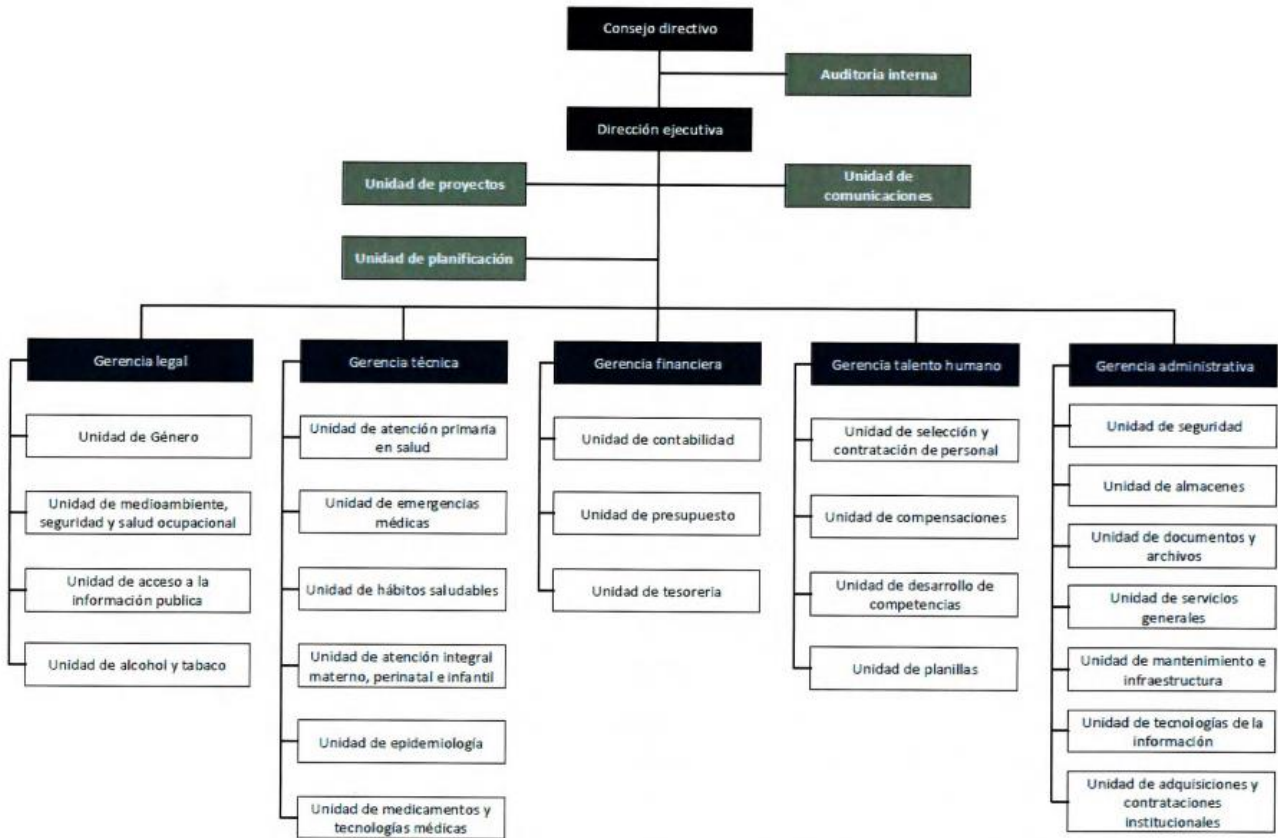 Consejo directivo
Auditoria interna
Dirección ejecutiva
Unidad de proyectos
Unidad de
comunicaciones
Unidad de planificación
Gerencia legal
Unidad de Género
Unidad de medioambiente,
seguridad y salud ocupacional
Unidad de acceso a la
información publica
Unidad de alcohol y tabaco
Gerencia técnica
Unidad de atención primaria
en salud
Unidad de emergencias
médicas
Unidad de hábitos saludables
Unidad de atención integral
materno, perinatal e infantil
Unidad de epidemiología
Unidad de medicamentos y
tecnologías médicas
Gerencia financiera
Unidad de contabilidad
Unidad de presupuesto
Unidad de tesoreria
Gerencia talento humano
Unidad de selección y
contratación de personal
Unidad de compensaciones
Unidad de desarrollo de
competencias
Unidad de planillas
Gerencia administrativa
Unidad de seguridad
Unidad de almacenes
Unidad de documentos y
archivos
Unidad de servicios
generales
Unidad de mantenimiento e
infraestructura
Unidad de tecnologías de la
información
Unidad de adquisiciones y
contrataciones
institucionales